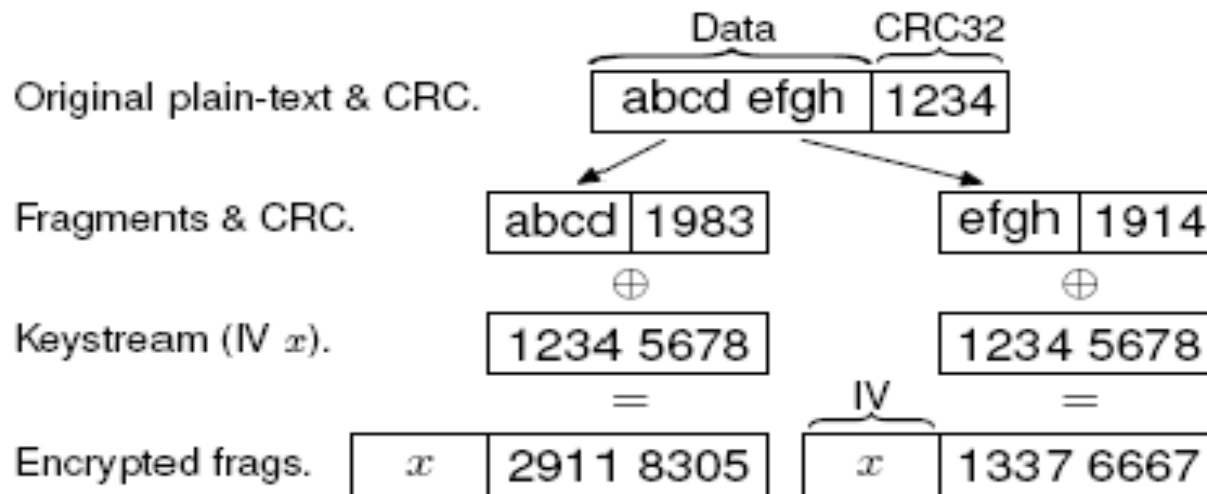 Data CRC32
Original plain-text & CRC. abcd efgh 1234
Fragments & CRC. abcd 1983 efgh 1914
⊕ ⊕
Keystream (IV x). 1234 5678 1234 5678
= IV =
Encrypted frags. x 2911 8305 x 1337 6667